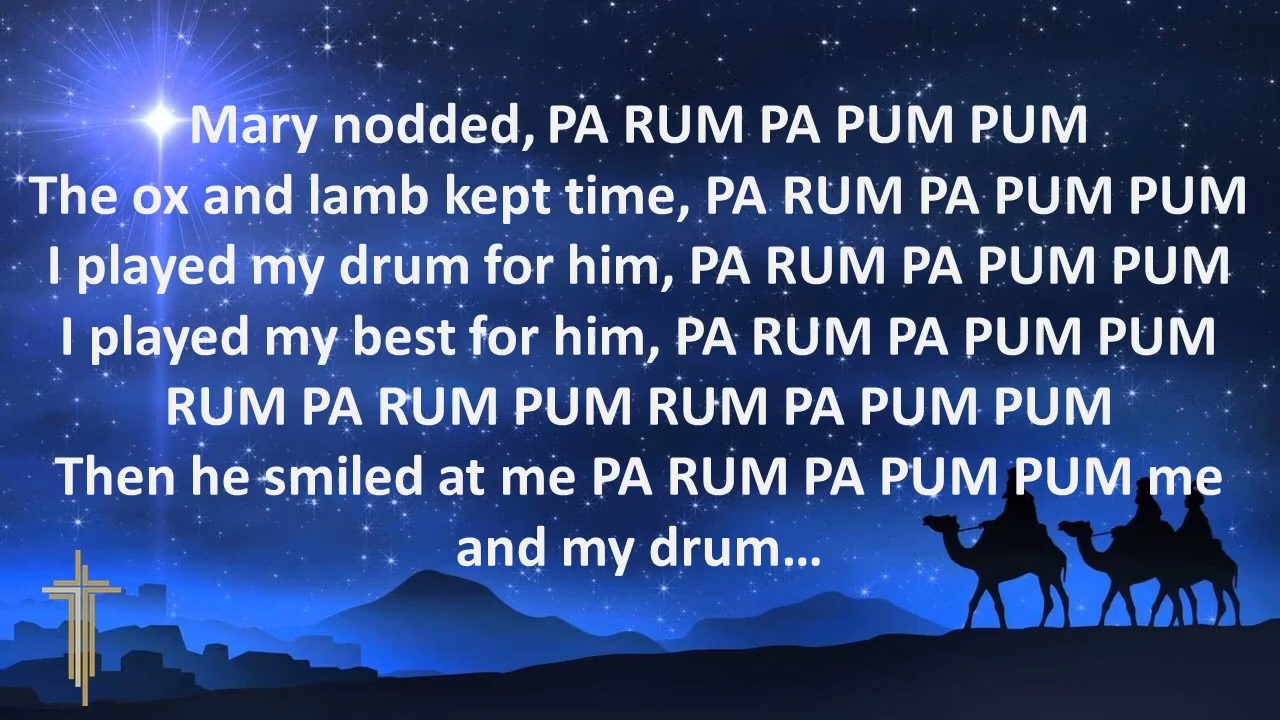 Mary nodded, PA RUM PA PUM PUM
The ox and lamb kept time, PA RUM PA PUM PUM
I played my drum for him, PA RUM PA PUM PUM
I played my best for him, PA RUM PA PUM PUM
RUM PA RUM PUM RUM PA PUM PUM
Then he smiled at me PA RUM PA PUM PUM me
and my drum...